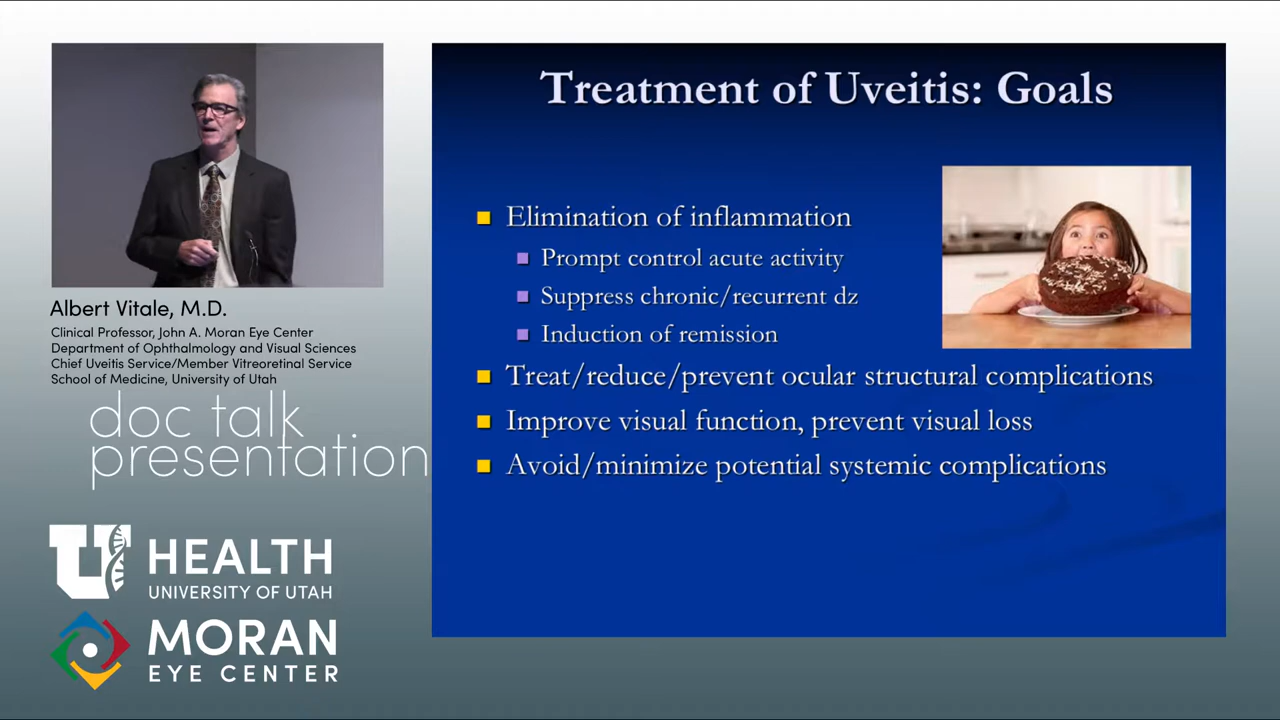 Albert Vitale, M.D.
Clinical Professor, John A. Moran Eye Center
Department of Ophthalmology and Visual Sciences
Chief Uveitis Service/Member Vitreoretinal Service
School of Medicine, University of Utah
doc talk
presentation
U HEALTH
UNIVERSITY OF UTAH
MORAN
EYE CENTER
Treatment of Uveitis: Goals
Elimination of inflammation
Prompt control acute activity
Suppress chronic/recurrent dz
Induction of remission
Treat/reduce/prevent ocular structural complications
Improve visual function, prevent visual loss
Avoid/minimize potential systemic complications